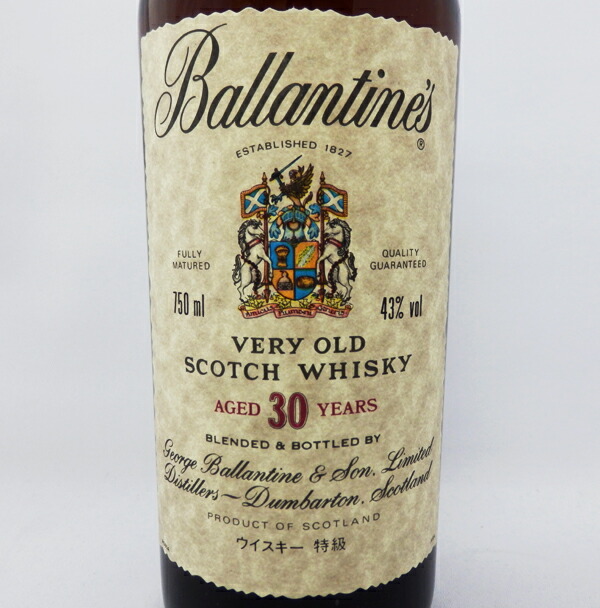 Ballantine's
®
ESTABLISHED 1827
FULLY
MATURED
QUALITY
GUARANTEED
750 ml
43% vol
VERY OLD
SCOTCH WHISKY
AGED 30 YEARS
BLENDED & BOTTLED BY
George Ballantine & Son, Limited
Distillers~Dumbarton, Scotland
PRODUCT OF SCOTLAND
ウイスキー 特級